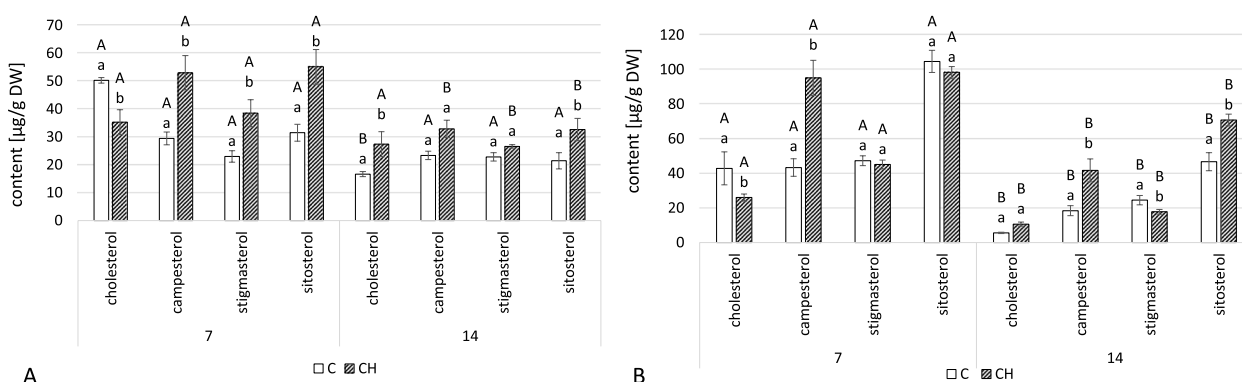 content [µg/g DW]
70
60
50
40
30
20
10
0
A
a
A
b
A
a
A
b
A
a
A
b
A
a
A
b
B
a
A
b
A
a
B
a
A
a
B
a
A
a
B
b
cholesterol
campesterol
stigmasterol
sitosterol
cholesterol
campesterol
stigmasterol
sitosterol
7
14
C CH
A
content [µg/g DW]
120
100
80
60
40
20
0
A
a
A
b
A
a
A
b
A
a
A
a
A
a
A
a
B
a
B
a
B
a
B
b
B
a
B
b
B
a
B
b
cholesterol
campesterol
stigmasterol
sitosterol
cholesterol
campesterol
stigmasterol
sitosterol
7
14
C CH
B